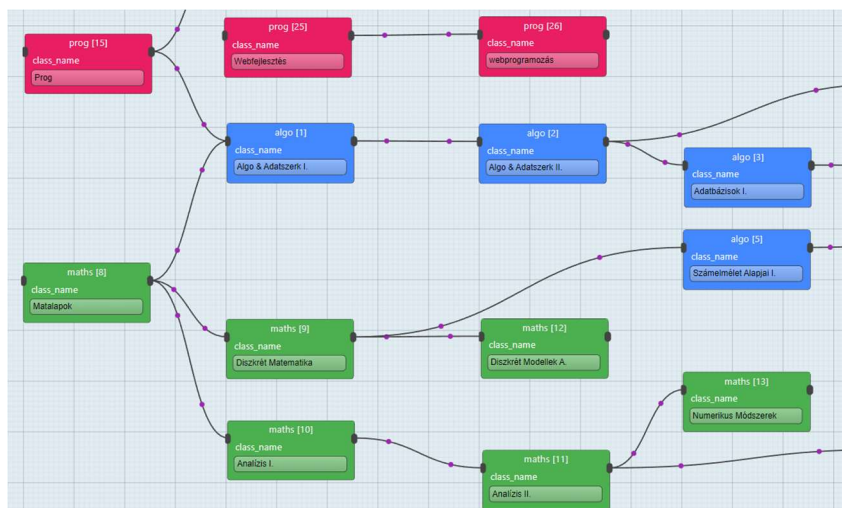 prog [15]
class_name
Prog
prog [25]
class_name
Webfejlesztés
prog [26]
class_name
webprogramozás
algo [1]
class_name
Algo & Adatszerk I.
algo [2]
class_name
Algo & Adatszerk II.
algo [3]
class_name
Adatbázisok I.
algo [5]
class_name
Számelmélet Alapjai I.
maths [8]
class_name
Matalapok
maths [9]
class_name
Diszkrét Matematika
maths [12]
class_name
Diszkrét Modellek A.
maths [13]
class_name
Numerikus Módszerek
maths [10]
class_name
Analízis I.
maths [11]
class_name
Analízis II.